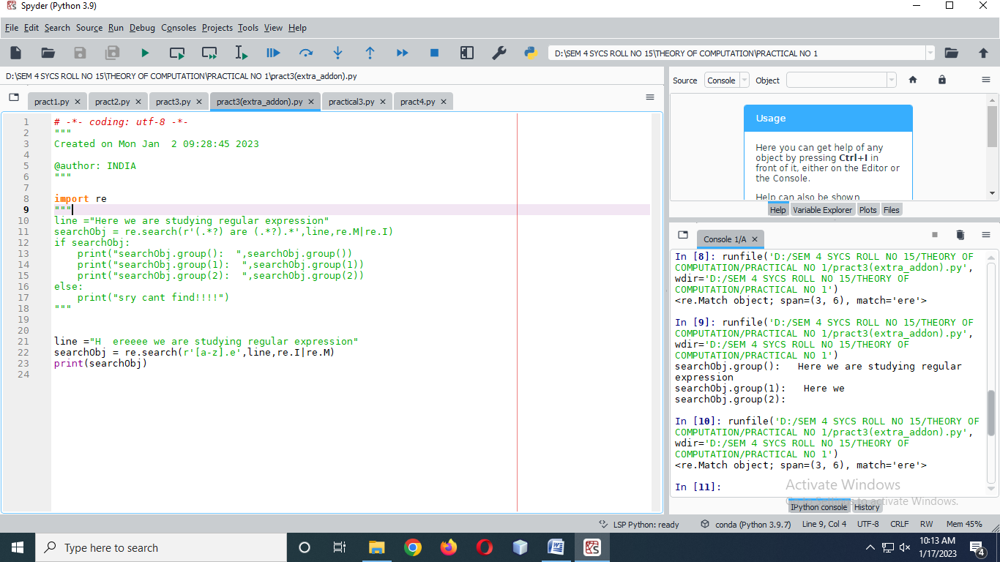 Spyder (Python 3.9)
File Edit Search Source Run Debug Consoles Projects Tools View Help
D:\SEM 4 SYCS ROLL NO 15\THEORY OF COMPUTATION\PRACTICAL NO 1
D:\SEM 4 SYCS ROLL NO 15\THEORY OF COMPUTATION\PRACTICAL NO 1\pract3(extra_addon).py
pract1.py pract2.py pract3.py pract3(extra_addon).py practical3.py pract4.py
1 # -*- coding: utf-8 -*-
2 """
3 Created on Mon Jan  2 09:28:45 2023
4
5 @author: INDIA
6 """
7
8 import re
9 """
10 line ="Here we are studying regular expression"
11 searchObj = re.search(r'(.*?) are (.*?).*',line,re.M|re.I)
12 if searchObj:
13     print("searchObj.group():  ",searchObj.group())
14     print("searchObj.group(1):  ",searchObj.group(1))
15     print("searchObj.group(2):  ",searchObj.group(2))
16 else:
17     print("sry cant find!!!!")
18 """
19
20
21 line ="H  ereeee we are studying regular expression"
22 searchObj = re.search(r'[a-z].e',line,re.I|re.M)
23 print(searchObj)
24
Source Console Object
Usage
Here you can get help of any
object by pressing Ctrl+I in
front of it, either on the Editor or
the Console.
Help can also be shown
Help Variable Explorer Plots Files
Console 1/A
In [8]: runfile('D:/SEM 4 SYCS ROLL NO 15/THEORY OF
COMPUTATION/PRACTICAL NO 1/pract3(extra_addon).py',
wdir='D:/SEM 4 SYCS ROLL NO 15/THEORY OF
COMPUTATION/PRACTICAL NO 1')
<re.Match object; span=(3, 6), match='ere'>
In [9]: runfile('D:/SEM 4 SYCS ROLL NO 15/THEORY OF
COMPUTATION/PRACTICAL NO 1/pract3(extra_addon).py',
wdir='D:/SEM 4 SYCS ROLL NO 15/THEORY OF
COMPUTATION/PRACTICAL NO 1')
searchObj.group():   Here we are studying regular
expression
searchObj.group(1):   Here we
searchObj.group(2):
In [10]: runfile('D:/SEM 4 SYCS ROLL NO 15/THEORY OF
COMPUTATION/PRACTICAL NO 1/pract3(extra_addon).py',
wdir='D:/SEM 4 SYCS ROLL NO 15/THEORY OF
COMPUTATION/PRACTICAL NO 1')
<re.Match object; span=(3, 6), match='ere'>
In [11]:
Activate Windows
to activate Windows.
IPython console History
LSP Python: ready conda (Python 3.9.7) Line 9, Col 4 UTF-8 CRLF RW Mem 45%
Type here to search
10:13 AM
1/17/2023
4